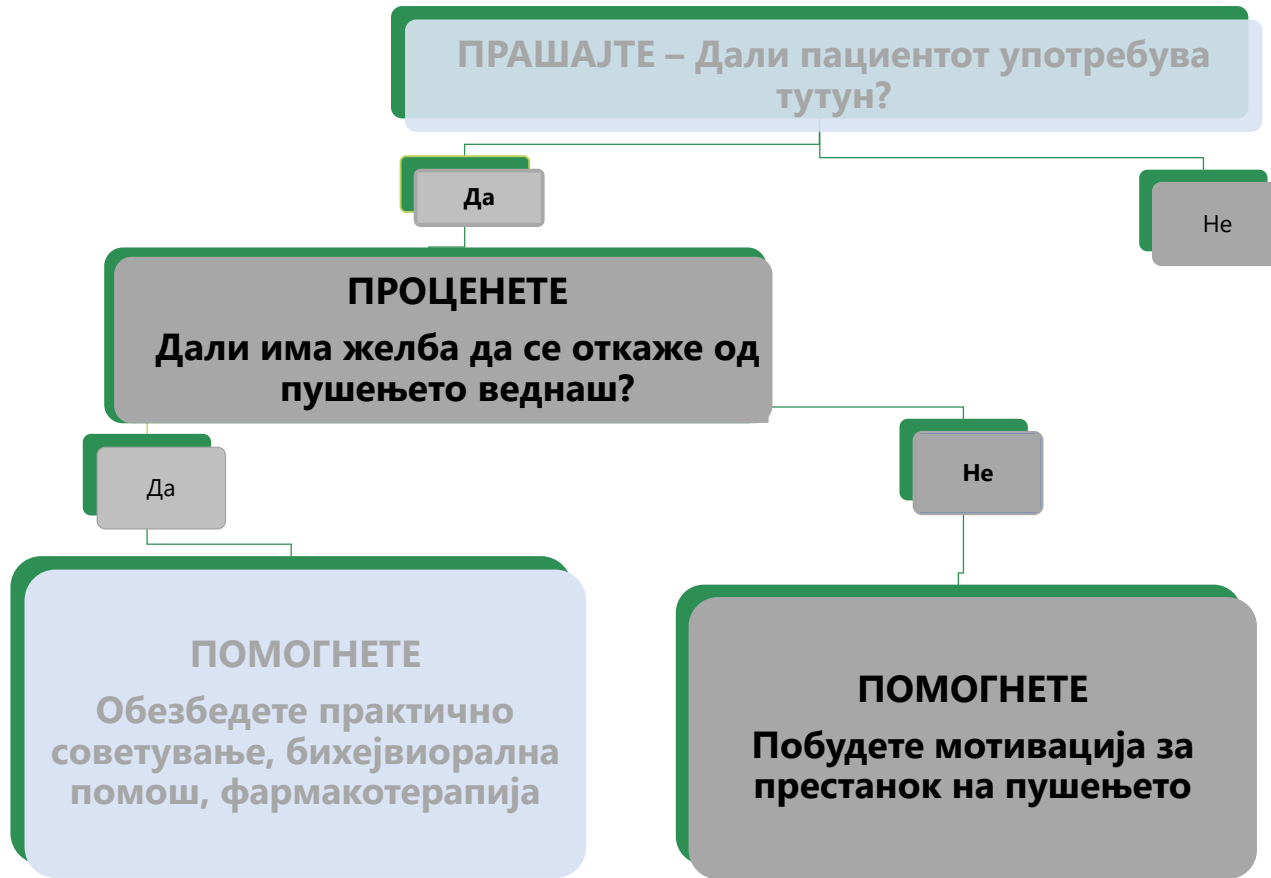 ПРАШАЈТЕ – Дали пациентот употребува
тутун?
Да
Не
ПРОЦЕНЕТЕ
Дали има желба да се откаже од
пушењето веднаш?
Да
Не
ПОМОГНЕТЕ
Обезбедете практично
советување, бихејвиорална
помош, фармакотерапија
ПОМОГНЕТЕ
Побудете мотивација за
престанок на пушењето